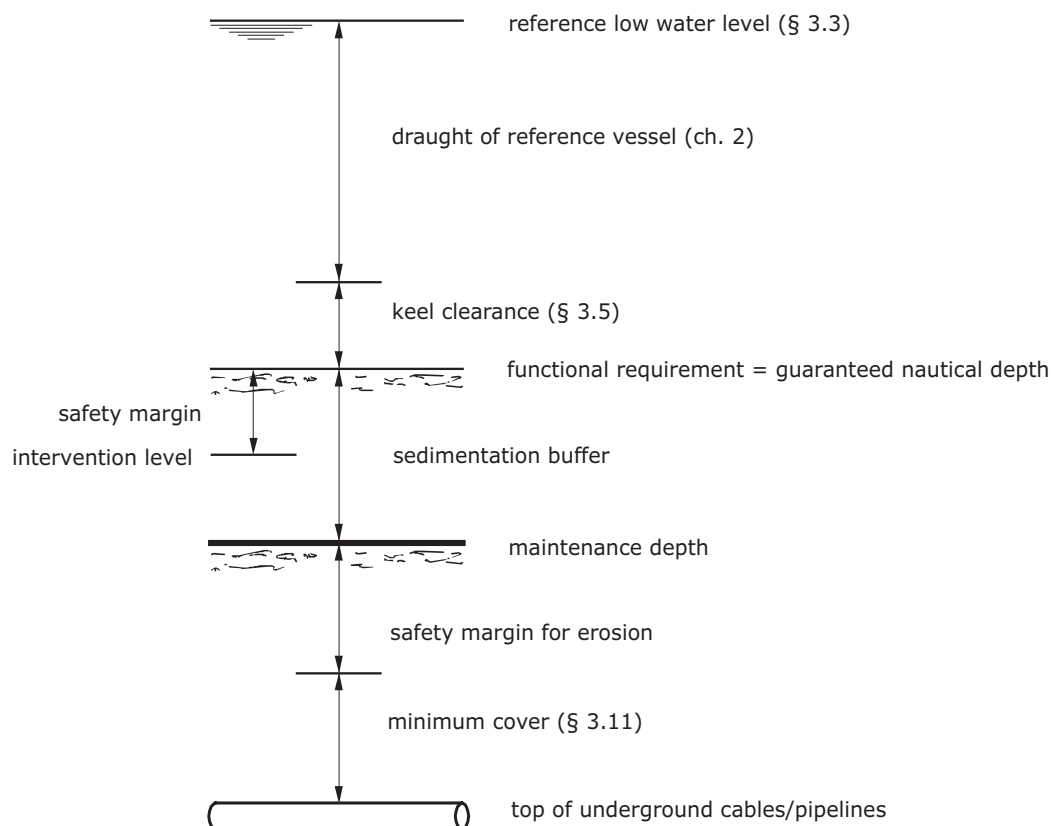 reference low water level (§ 3.3)
draught of reference vessel (ch. 2)
keel clearance (§ 3.5)
functional requirement = guaranteed nautical depth
safety margin
intervention level
sedimentation buffer
maintenance depth
safety margin for erosion
minimum cover (§ 3.11)
top of underground cables/pipelines